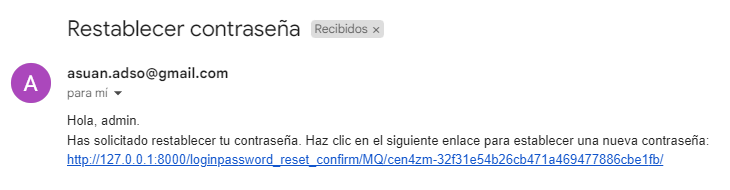 Restablecer contraseña Recibidos ×
A
asuan.adso@gmail.com
para mí
Hola, admin.
Has solicitado restablecer tu contraseña. Haz clic en el siguiente enlace para establecer una nueva contraseña:
http://127.0.0.1:8000/loginpassword_reset_confirm/MQ/cen4zm-32f31e54b26cb471a469477886cbe1fb/